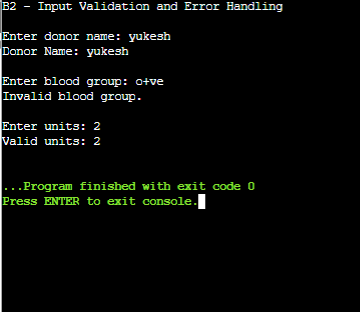 B2 - Input Validation and Error Handling
Enter donor name: yukesh
Donor Name: yukesh
Enter blood group: o+ve
Invalid blood group.
Enter units: 2
Valid units: 2
...Program finished with exit code 0
Press ENTER to exit console.